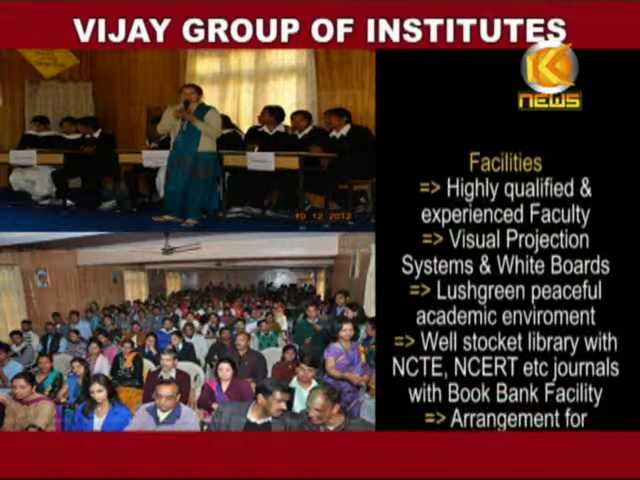 VIJAY GROUP OF INSTITUTES
NEWS
10 12 2012
Facilities
=> Highly qualified &
experienced Faculty
=> Visual Projection
Systems & White Boards
=> Lushgreen peaceful
academic enviroment
=> Well stocket library with
NCTE, NCERT etc journals
with Book Bank Facility
=> Arrangement for